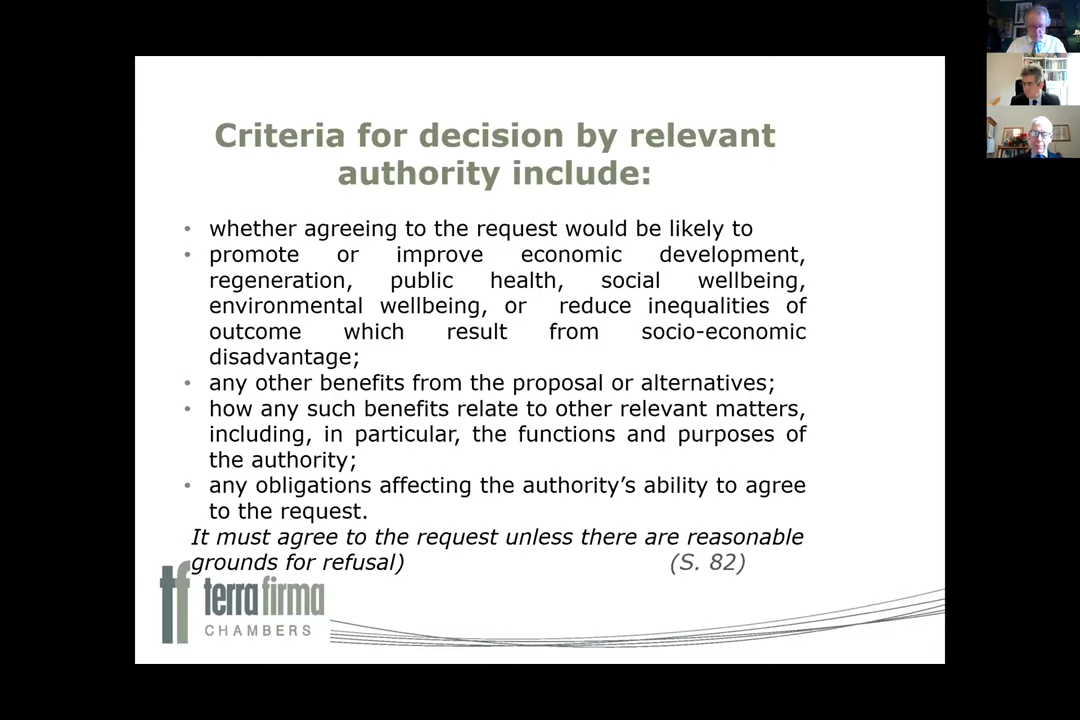 Criteria for decision by relevant
authority include:
• whether agreeing to the request would be likely to
• promote or improve economic development,
regeneration, public health, social wellbeing,
environmental wellbeing, or reduce inequalities of
outcome which result from socio-economic
disadvantage;
• any other benefits from the proposal or alternatives;
• how any such benefits relate to other relevant matters,
including, in particular, the functions and purposes of
the authority;
• any obligations affecting the authority’s ability to agree
to the request.
It must agree to the request unless there are reasonable
grounds for refusal) (S. 82)
tf terra firma
CHAMBERS